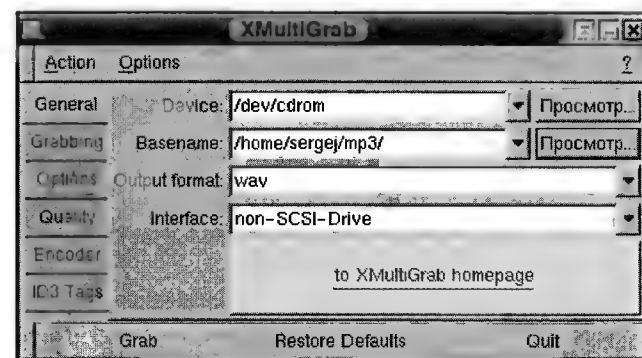 XMultiGrab
Action Options ?
General Device: /dev/cdrom Просмотр...
Grabbing Basename: /home/sergej/mp3/ Просмотр...
Options Output format: wav
Quality Interface: non-SCSI-Drive
Encoder
to XMultiGrab homepage
ID3 Tags
Grab Restore Defaults Quit